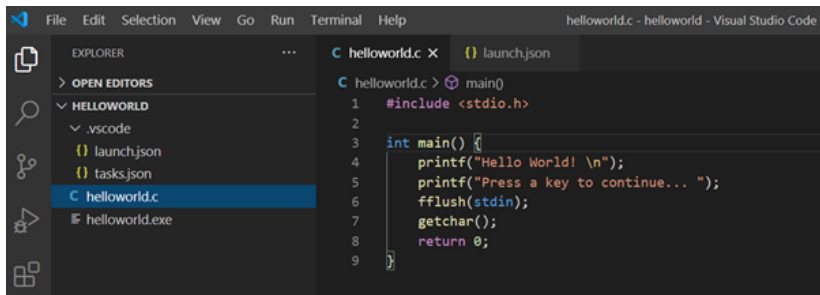 File Edit Selection View Go Run Terminal Help helloworld.c - helloworld - Visual Studio Code
EXPLORER ...
> OPEN EDITORS
HELLOWORLD
.vscode
{} launch.json
{} tasks.json
C helloworld.c
helloworld.exe
C helloworld.c × {} launch.json
C helloworld.c > main()
1 #include <stdio.h>
2
3 int main() {
4 printf("Hello World! \n");
5 printf("Press a key to continue... ");
6 fflush(stdin);
7 getchar();
8 return 0;
9 }